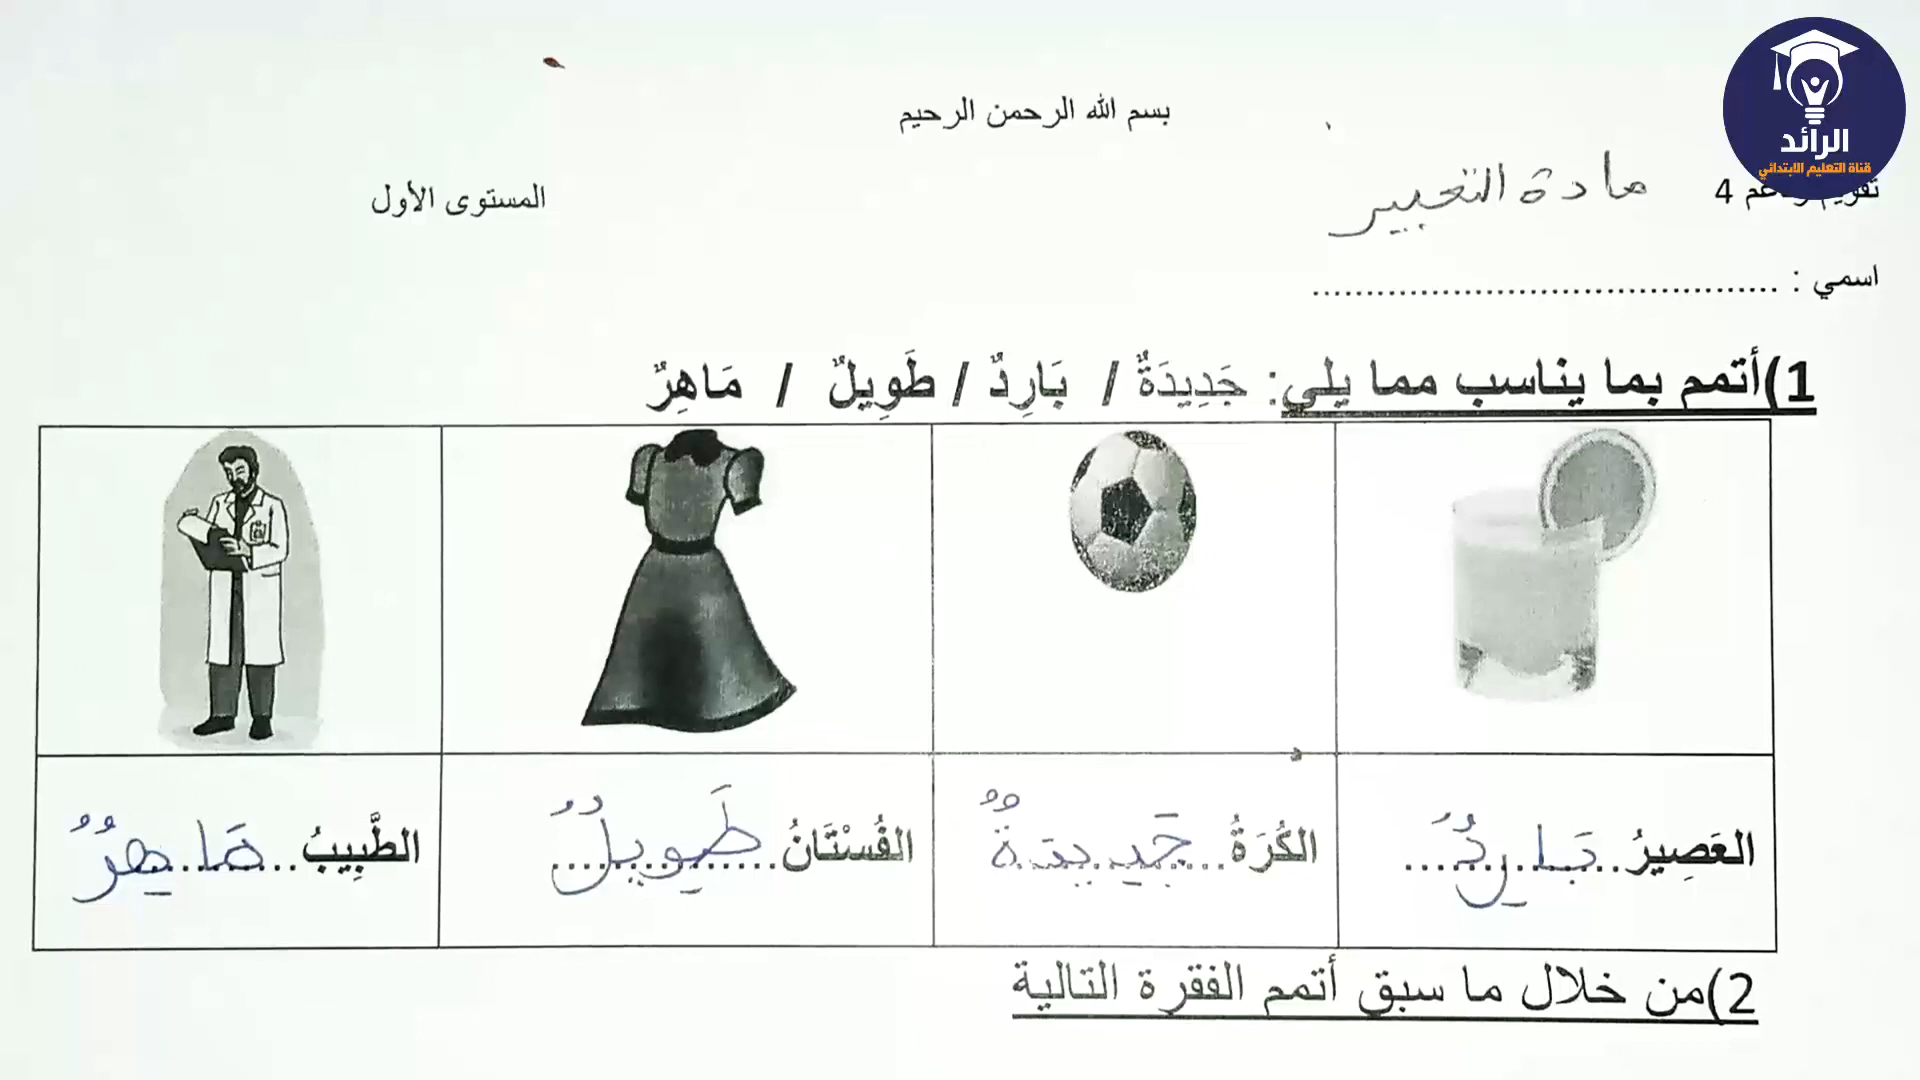 الرائد
قناة التعليم الابتدائي
بسم الله الرحمن الرحيم
4 مادة التعبير
المستوى الأول
اسمي : ............................................
1)أتمم بما يناسب مما يلي: جَدِيدَةٌ / بَارِدٌ / طَوِيلٌ / مَاهِرٌ
العَصِيرُ...بَارِدٌ...
الكُرَةُ...جَدِيدَةٌ
الفُسْتَانُ...طَوِيلٌ...
الطَّبِيبُ...مَاهِرٌ
2)من خلال ما سبق أتمم الفقرة التالية